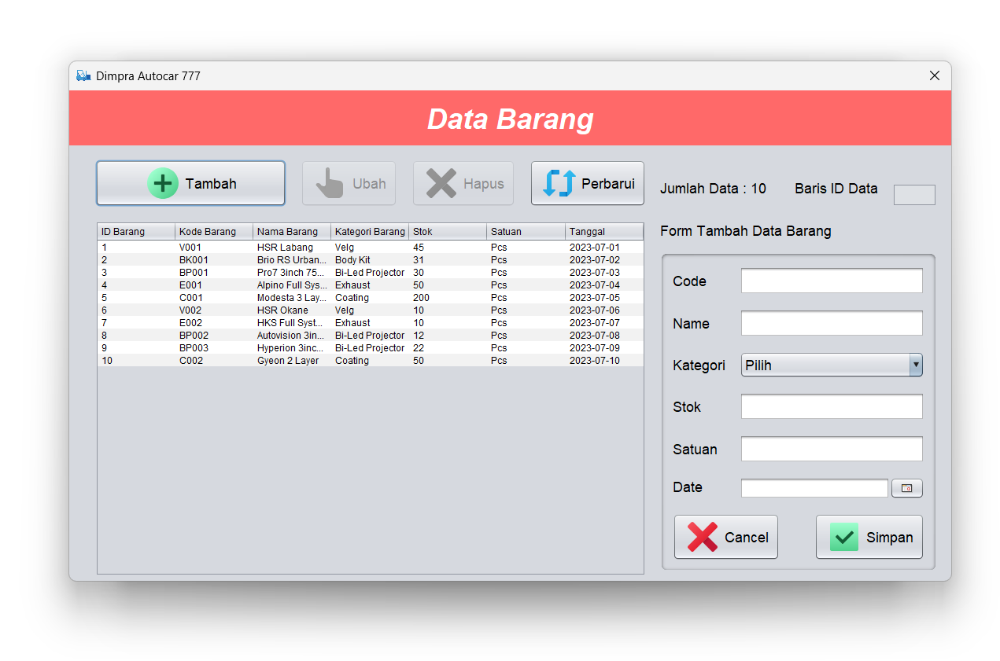 Dimpra Autocar 777
Data Barang
Tambah Ubah Hapus Perbarui
Jumlah Data : 10 Baris ID Data
ID Barang Kode Barang Nama Barang Kategori Barang Stok Satuan Tanggal
1 V001 HSR Labang Velg 45 Pcs 2023-07-01
2 BK001 Brio RS Urban... Body Kit 31 Pcs 2023-07-02
3 BP001 Pro7 3inch 75... Bi-Led Projector 30 Pcs 2023-07-03
4 E001 Alpino Full Sys... Exhaust 50 Pcs 2023-07-04
5 C001 Modesta 3 Lay... Coating 200 Pcs 2023-07-05
6 V002 HSR Okane Velg 10 Pcs 2023-07-06
7 E002 HKS Full Syst... Exhaust 10 Pcs 2023-07-07
8 BP002 Autovision 3in... Bi-Led Projector 12 Pcs 2023-07-08
9 BP003 Hyperion 3inc... Bi-Led Projector 22 Pcs 2023-07-09
10 C002 Gyeon 2 Layer Coating 50 Pcs 2023-07-10
Form Tambah Data Barang
Code
Name
Kategori Pilih
Stok
Satuan
Date
Cancel Simpan